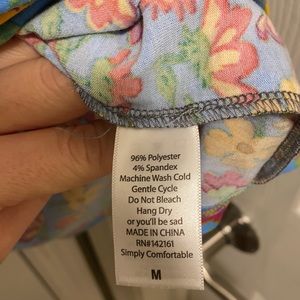 96% Polyester
4% Spandex
Machine Wash Cold
Gentle Cycle
Do Not Bleach
Hang Dry
or you'll be sad
MADE IN CHINA
RN#142161
Simply Comfortable
M